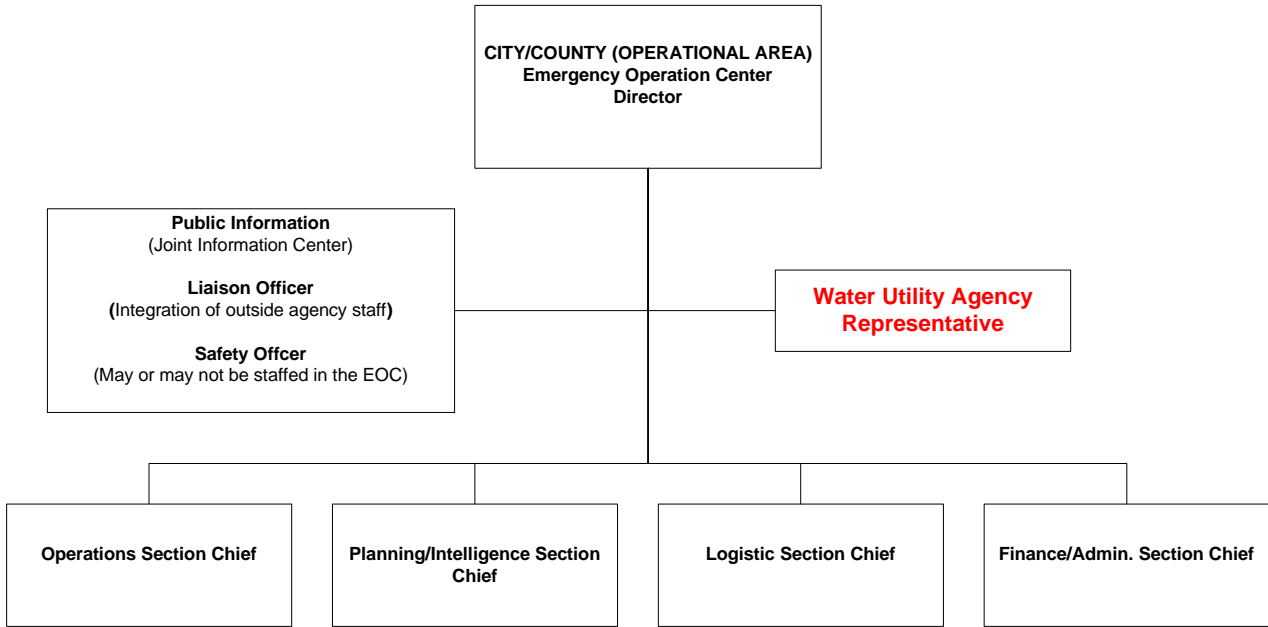 CITY/COUNTY (OPERATIONAL AREA)
Emergency Operation Center
Director
Public Information
(Joint Information Center)
Liaison Officer
(Integration of outside agency staff)
Safety Offcer
(May or may not be staffed in the EOC)
Water Utility Agency
Representative
Operations Section Chief
Planning/Intelligence Section
Chief
Logistic Section Chief
Finance/Admin. Section Chief